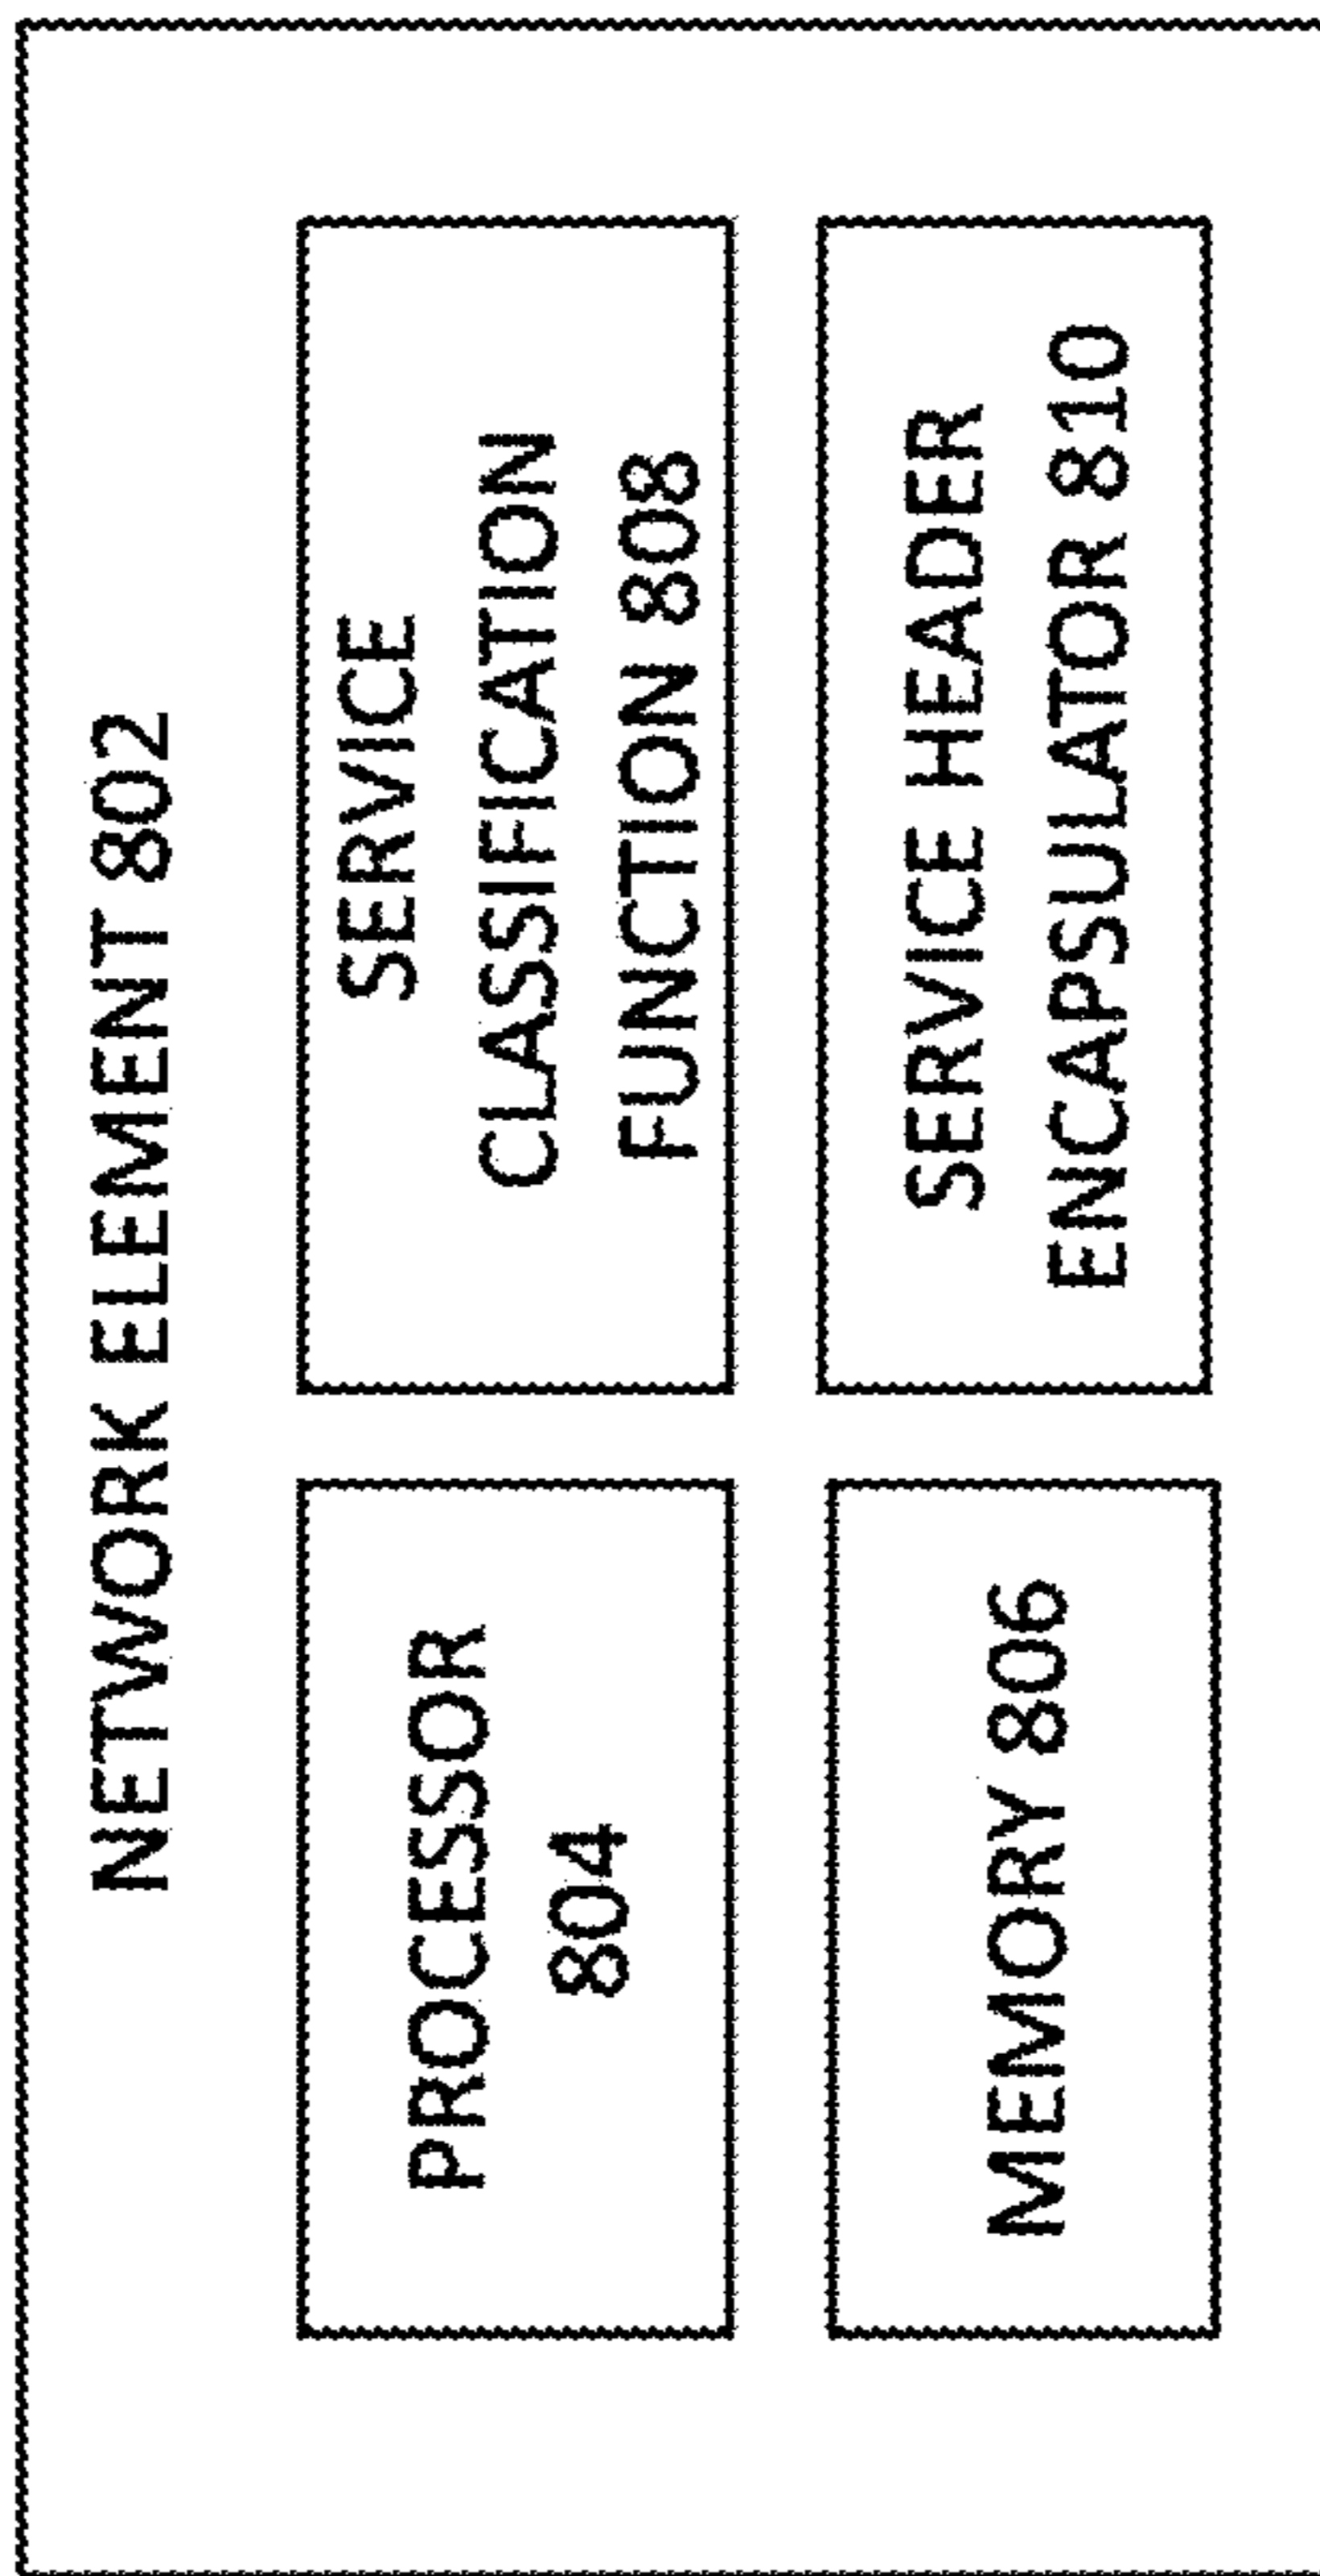 NETWORK ELEMENT 802
PROCESSOR
804
SERVICE
CLASSIFICATION
FUNCTION 808
MEMORY 806
SERVICE HEADER
ENCAPSULATOR 810